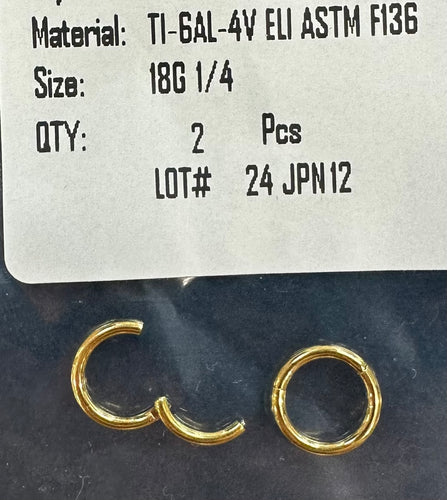 Material: TI-6AL-4V ELI ASTM F136
Size: 18G 1/4
QTY: 2 Pcs
LOT# 24 JPN12